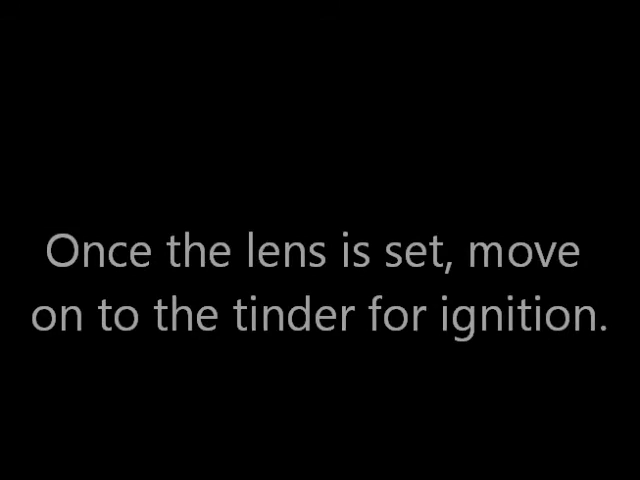 Once the lens is set, move
on to the tinder for ignition.